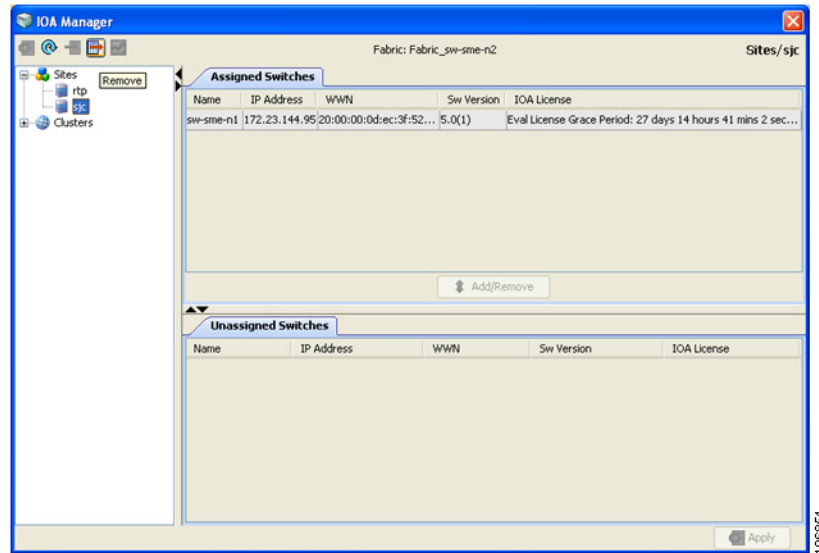 IOA Manager
Fabric: Fabric_sw-sme-n2
Sites/sjc
Sites
Remove
rtp
sjc
Clusters
Assigned Switches
Name IP Address WWN Sw Version IOA License
sw-sme-n1 172.23.144.95 20:00:00:0d:ec:3f:52... 5.0(1) Eval License Grace Period: 27 days 14 hours 41 mins 2 sec...
Add/Remove
Unassigned Switches
Name IP Address WWN Sw Version IOA License
Apply